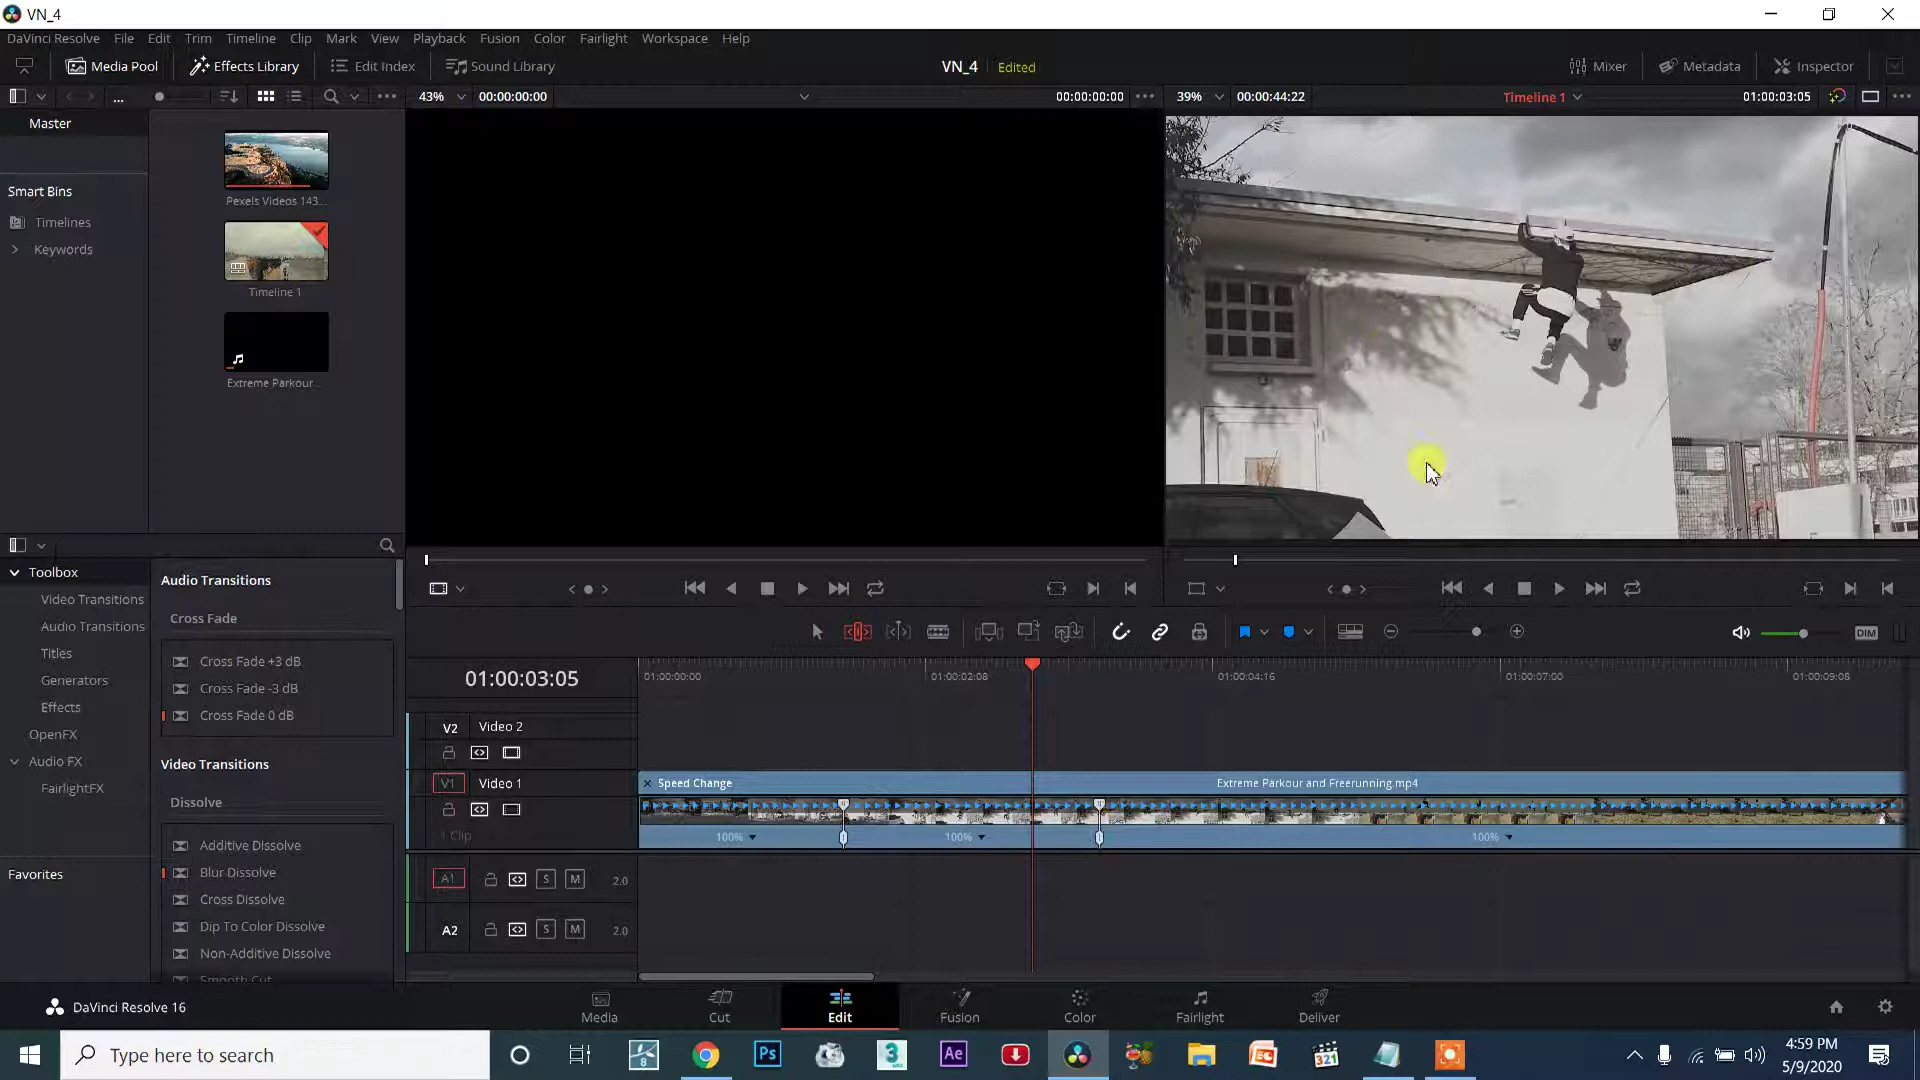 VN_4
DaVinci Resolve File Edit Trim Timeline Clip Mark View Playback Fusion Color Fairlight Workspace Help
Media Pool Effects Library Edit Index Sound Library VN_4 Edited Mixer Metadata Inspector
... 43% 00:00:00:00 00:00:00:00 39% 00:00:44:22 Timeline 1 01:00:03:05
Master
Smart Bins
Timelines
Keywords
Pexels Videos 143...
Timeline 1
Extreme Parkour...
Toolbox
Video Transitions
Audio Transitions
Titles
Generators
Effects
OpenFX
Audio FX
FairlightFX
Favorites
Audio Transitions
Cross Fade
Cross Fade +3 dB
Cross Fade -3 dB
Cross Fade 0 dB
Video Transitions
Dissolve
Additive Dissolve
Blur Dissolve
Cross Dissolve
Dip To Color Dissolve
Non-Additive Dissolve
Smooth Cut
DIM
01:00:03:05 01:00:00:00 01:00:02:08 01:00:04:16 01:00:07:00 01:00:09:08
V2 Video 2
V1 Video 1 Speed Change Extreme Parkour and Freerunning.mp4
1 Clip 100% 100% 100%
A1 S M 2.0
A2 S M 2.0
DaVinci Resolve 16 Media Cut Edit Fusion Color Fairlight Deliver
Type here to search Ps 3 Ae 321
4:59 PM
5/9/2020